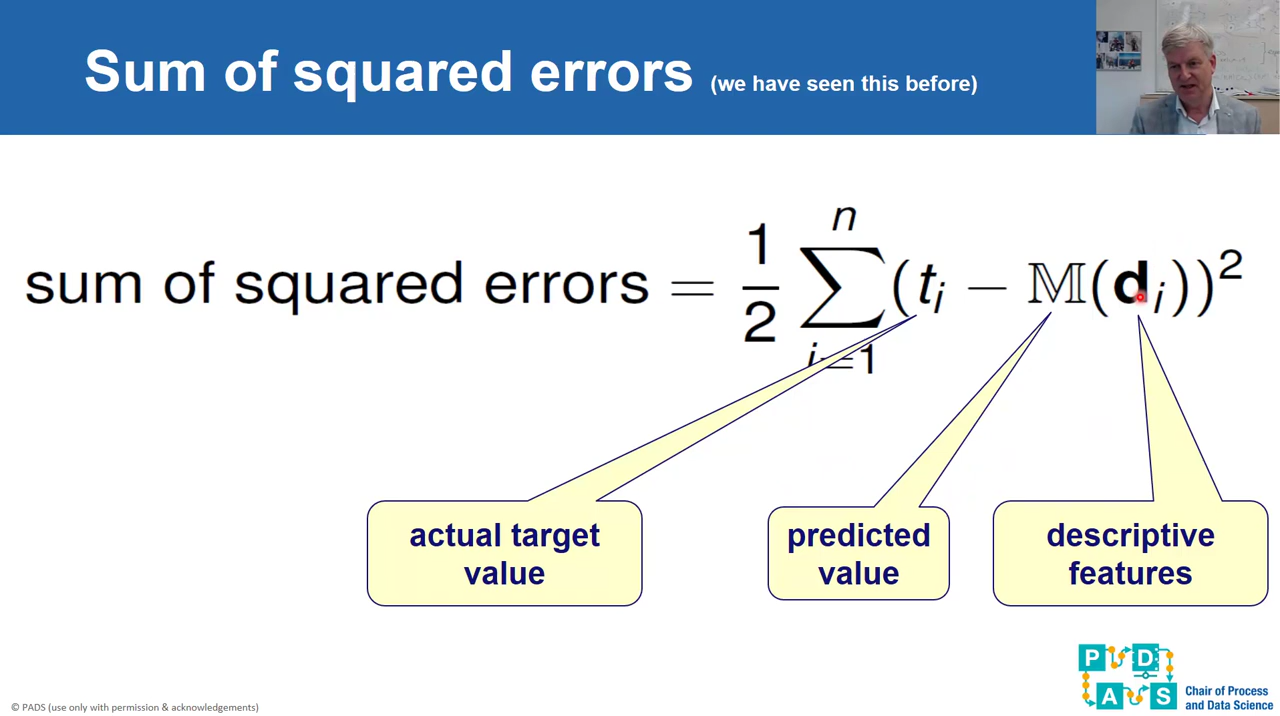 Sum of squared errors (we have seen this before)
sum of squared errors = 1/2 ∑_{i=1}^{n} (t_i − 𝕄(𝐝_i))²
actual target
value
predicted
value
descriptive
features
P D
A S
Chair of Process
and Data Science
© PADS (use only with permission & acknowledgements)